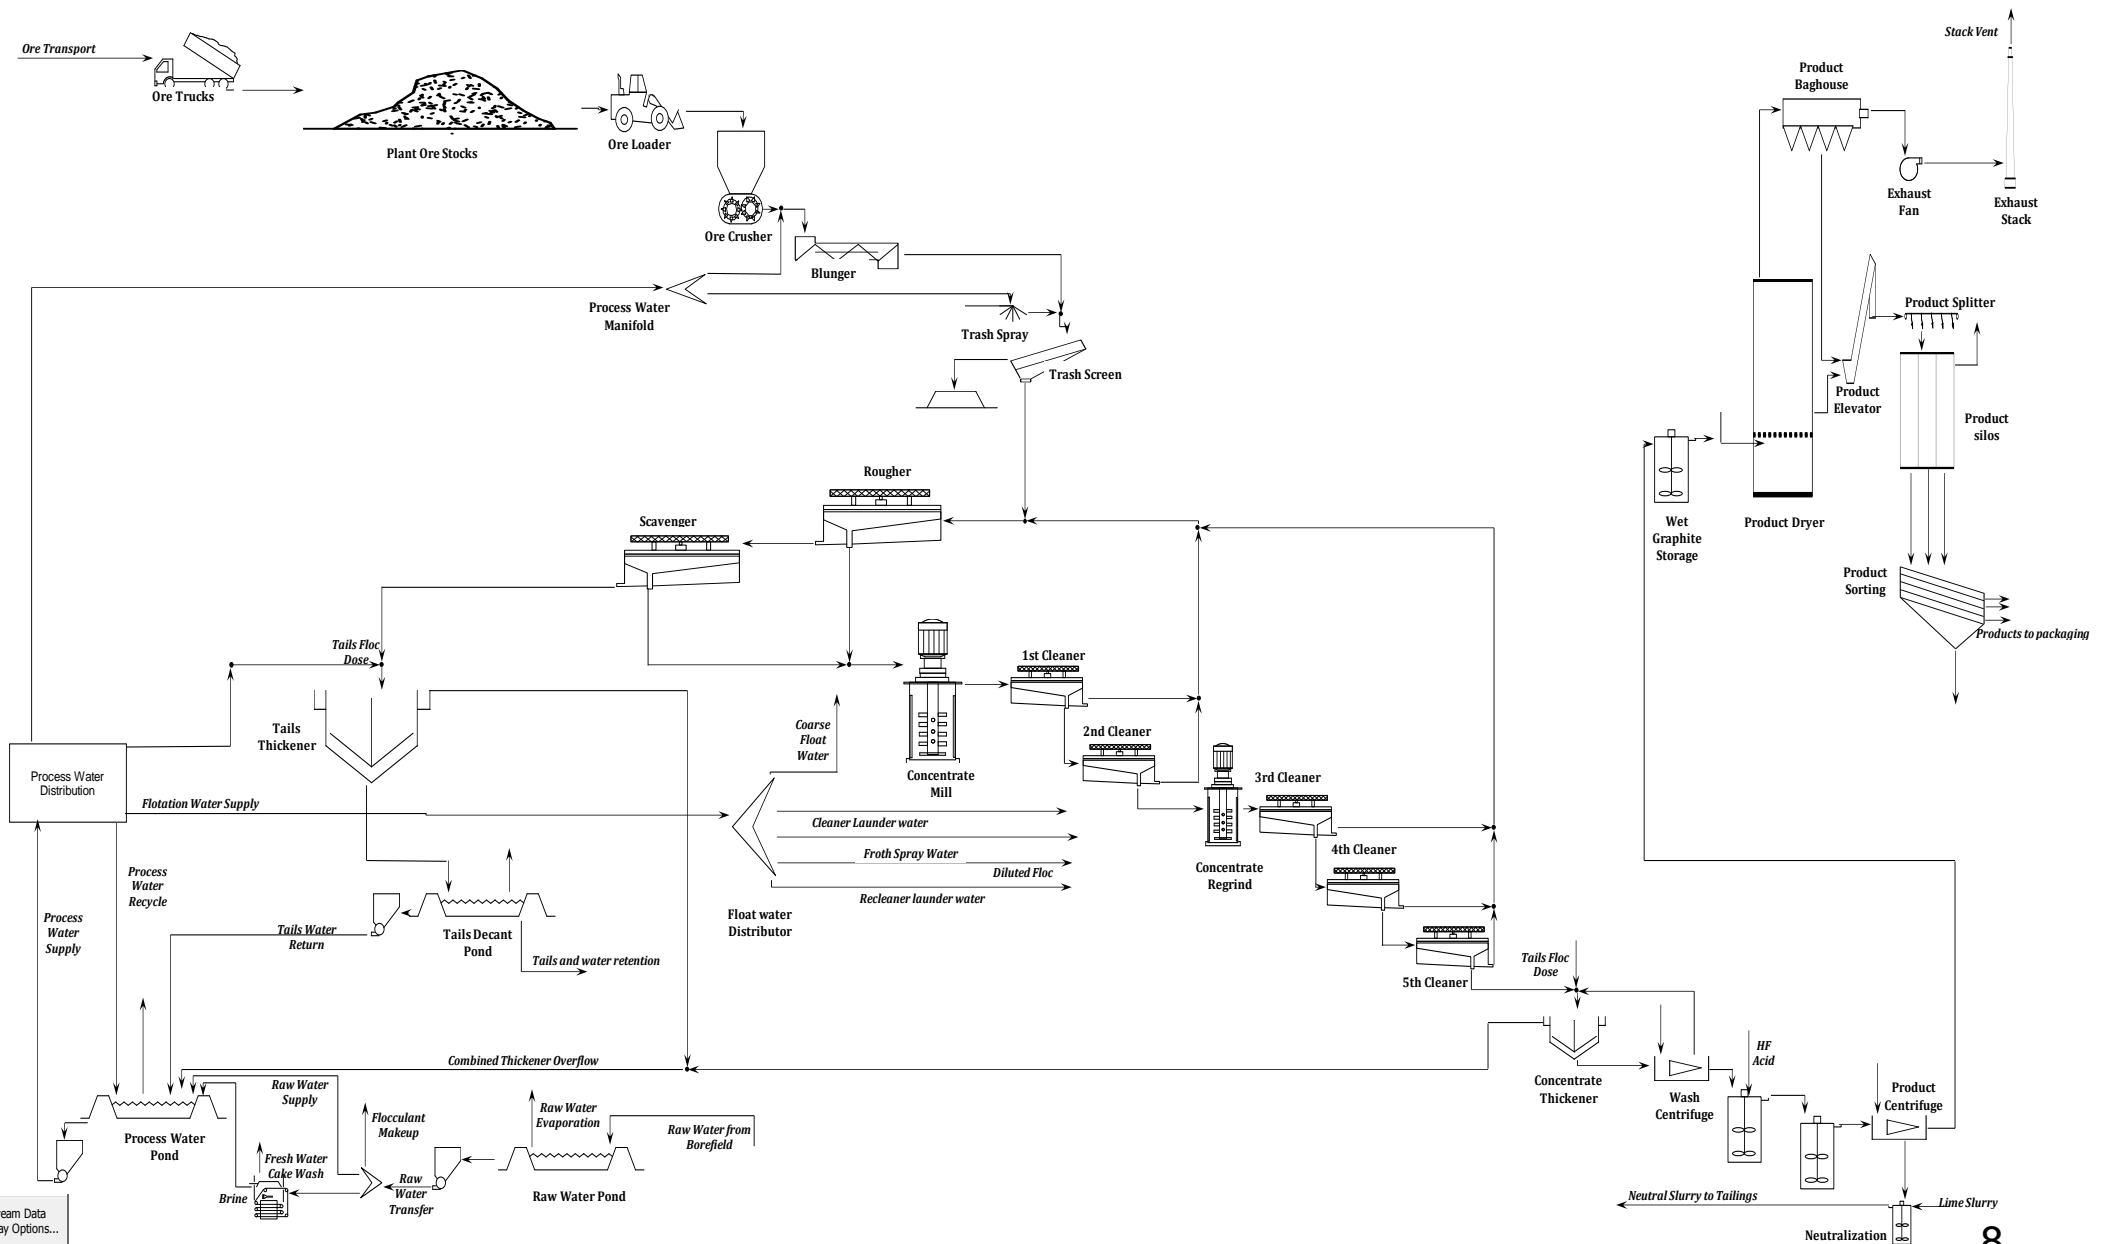 Ore Transport
Ore Trucks
Plant Ore Stocks
Ore Loader
Ore Crusher
Blunger
Process Water
Manifold
Trash Spray
Trash Screen
Stack Vent
Product
Baghouse
Exhaust
Fan
Exhaust
Stack
Product Splitter
Product
Elevator
Product
silos
Wet
Graphite
Storage
Product Dryer
Product
Sorting
Products to packaging
Rougher
Scavenger
Tails Floc
Dose
Tails
Thickener
Process Water
Distribution
Flotation Water Supply
Coarse
Float
Water
Concentrate
Mill
1st Cleaner
2nd Cleaner
3rd Cleaner
4th Cleaner
5th Cleaner
Concentrate
Regrind
Cleaner Launder water
Froth Spray Water
Diluted Floc
Recleaner launder water
Float water
Distributor
Process
Water
Recycle
Process
Water
Supply
Tails Water
Return
Tails Decant
Pond
Tails and water retention
Tails Floc
Dose
Combined Thickener Overflow
Concentrate
Thickener
Wash
Centrifuge
HF
Acid
Product
Centrifuge
Raw Water
Supply
Process Water
Pond
Flocculant
Makeup
Fresh Water
Cake Wash
Brine
Raw
Water
Transfer
Raw Water
Evaporation
Raw Water from
Borefield
Raw Water Pond
Neutral Slurry to Tailings
Lime Slurry
Neutralization
eam Data
ay Options...
8